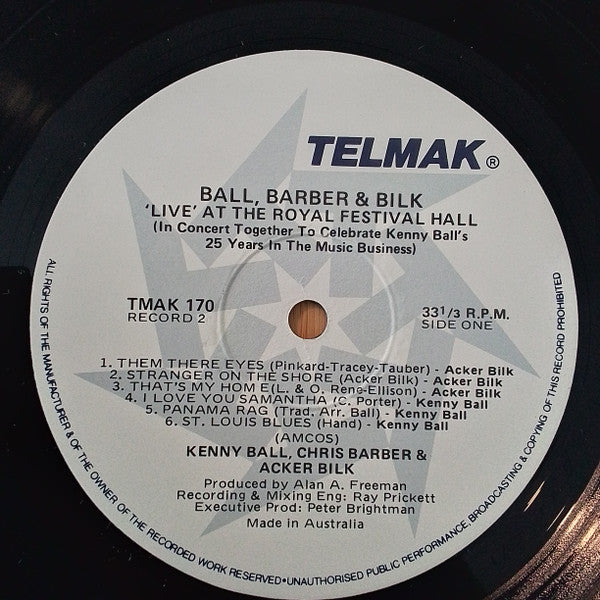 TELMAK®
BALL, BARBER & BILK
'LIVE' AT THE ROYAL FESTIVAL HALL
(In Concert Together To Celebrate Kenny Ball's
25 Years In The Music Business)
TMAK 170
RECORD 2
33 1/3 R.P.M.
SIDE ONE
1. THEM THERE EYES (Pinkard-Tracey-Tauber) - Acker Bilk
2. STRANGER ON THE SHORE (Acker Bilk) - Acker Bilk
3. THAT'S MY HOME (L. & O. Rene-Ellison) - Acker Bilk
4. I LOVE YOU SAMANTHA (C. Porter) - Kenny Ball
5. PANAMA RAG (Trad. Arr. Ball) - Kenny Ball
6. ST. LOUIS BLUES (Hand) - Kenny Ball
(AMCOS)
KENNY BALL, CHRIS BARBER &
ACKER BILK
Produced by Alan A. Freeman
Recording & Mixing Eng: Ray Prickett
Executive Prod: Peter Brightman
Made in Australia
ALL RIGHTS OF THE MANUFACTURER & OF THE OWNER OF THE RECORDED WORK RESERVED•UNAUTHORISED PUBLIC PERFORMANCE, BROADCASTING & COPYING OF THIS RECORD PROHIBITED